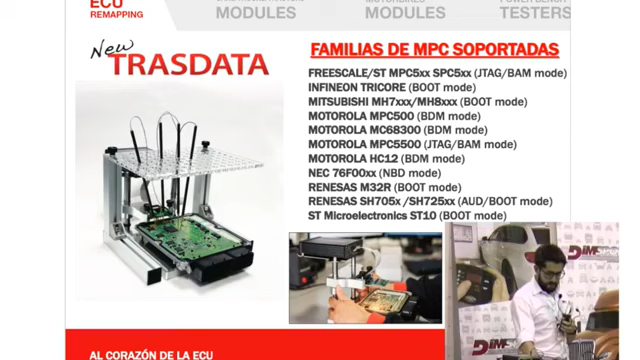 ECU
REMAPPING
MODULES
MOTORBIKES
MODULES
POWER BENCH
TESTERS
New
TRASDATA
FAMILIAS DE MPC SOPORTADAS
FREESCALE/ST MPC5xx SPC5xx (JTAG/BAM mode)
INFINEON TRICORE (BOOT mode)
MITSUBISHI MH7xxx/MH8xxx (BOOT mode)
MOTOROLA MPC500 (BDM mode)
MOTOROLA MC68300 (BDM mode)
MOTOROLA MPC5500 (JTAG/BAM mode)
MOTOROLA HC12 (BDM mode)
NEC 76F00xx (NBD mode)
RENESAS M32R (BOOT mode)
RENESAS SH705x /SH725xx (AUD/BOOT mode)
ST Microelectronics ST10 (BOOT mode)
AL CORAZÓN DE LA ECU